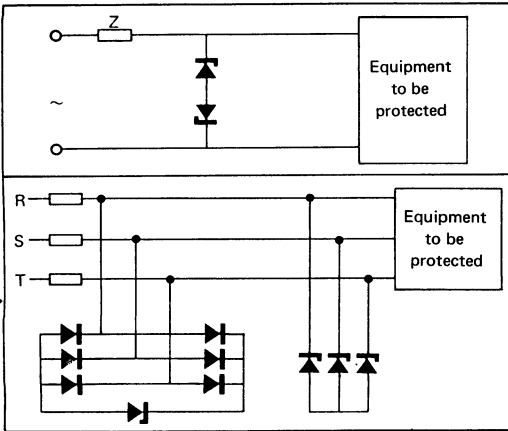 Z
~
Equipment
to be
protected
R
S
T
Equipment
to be
protected